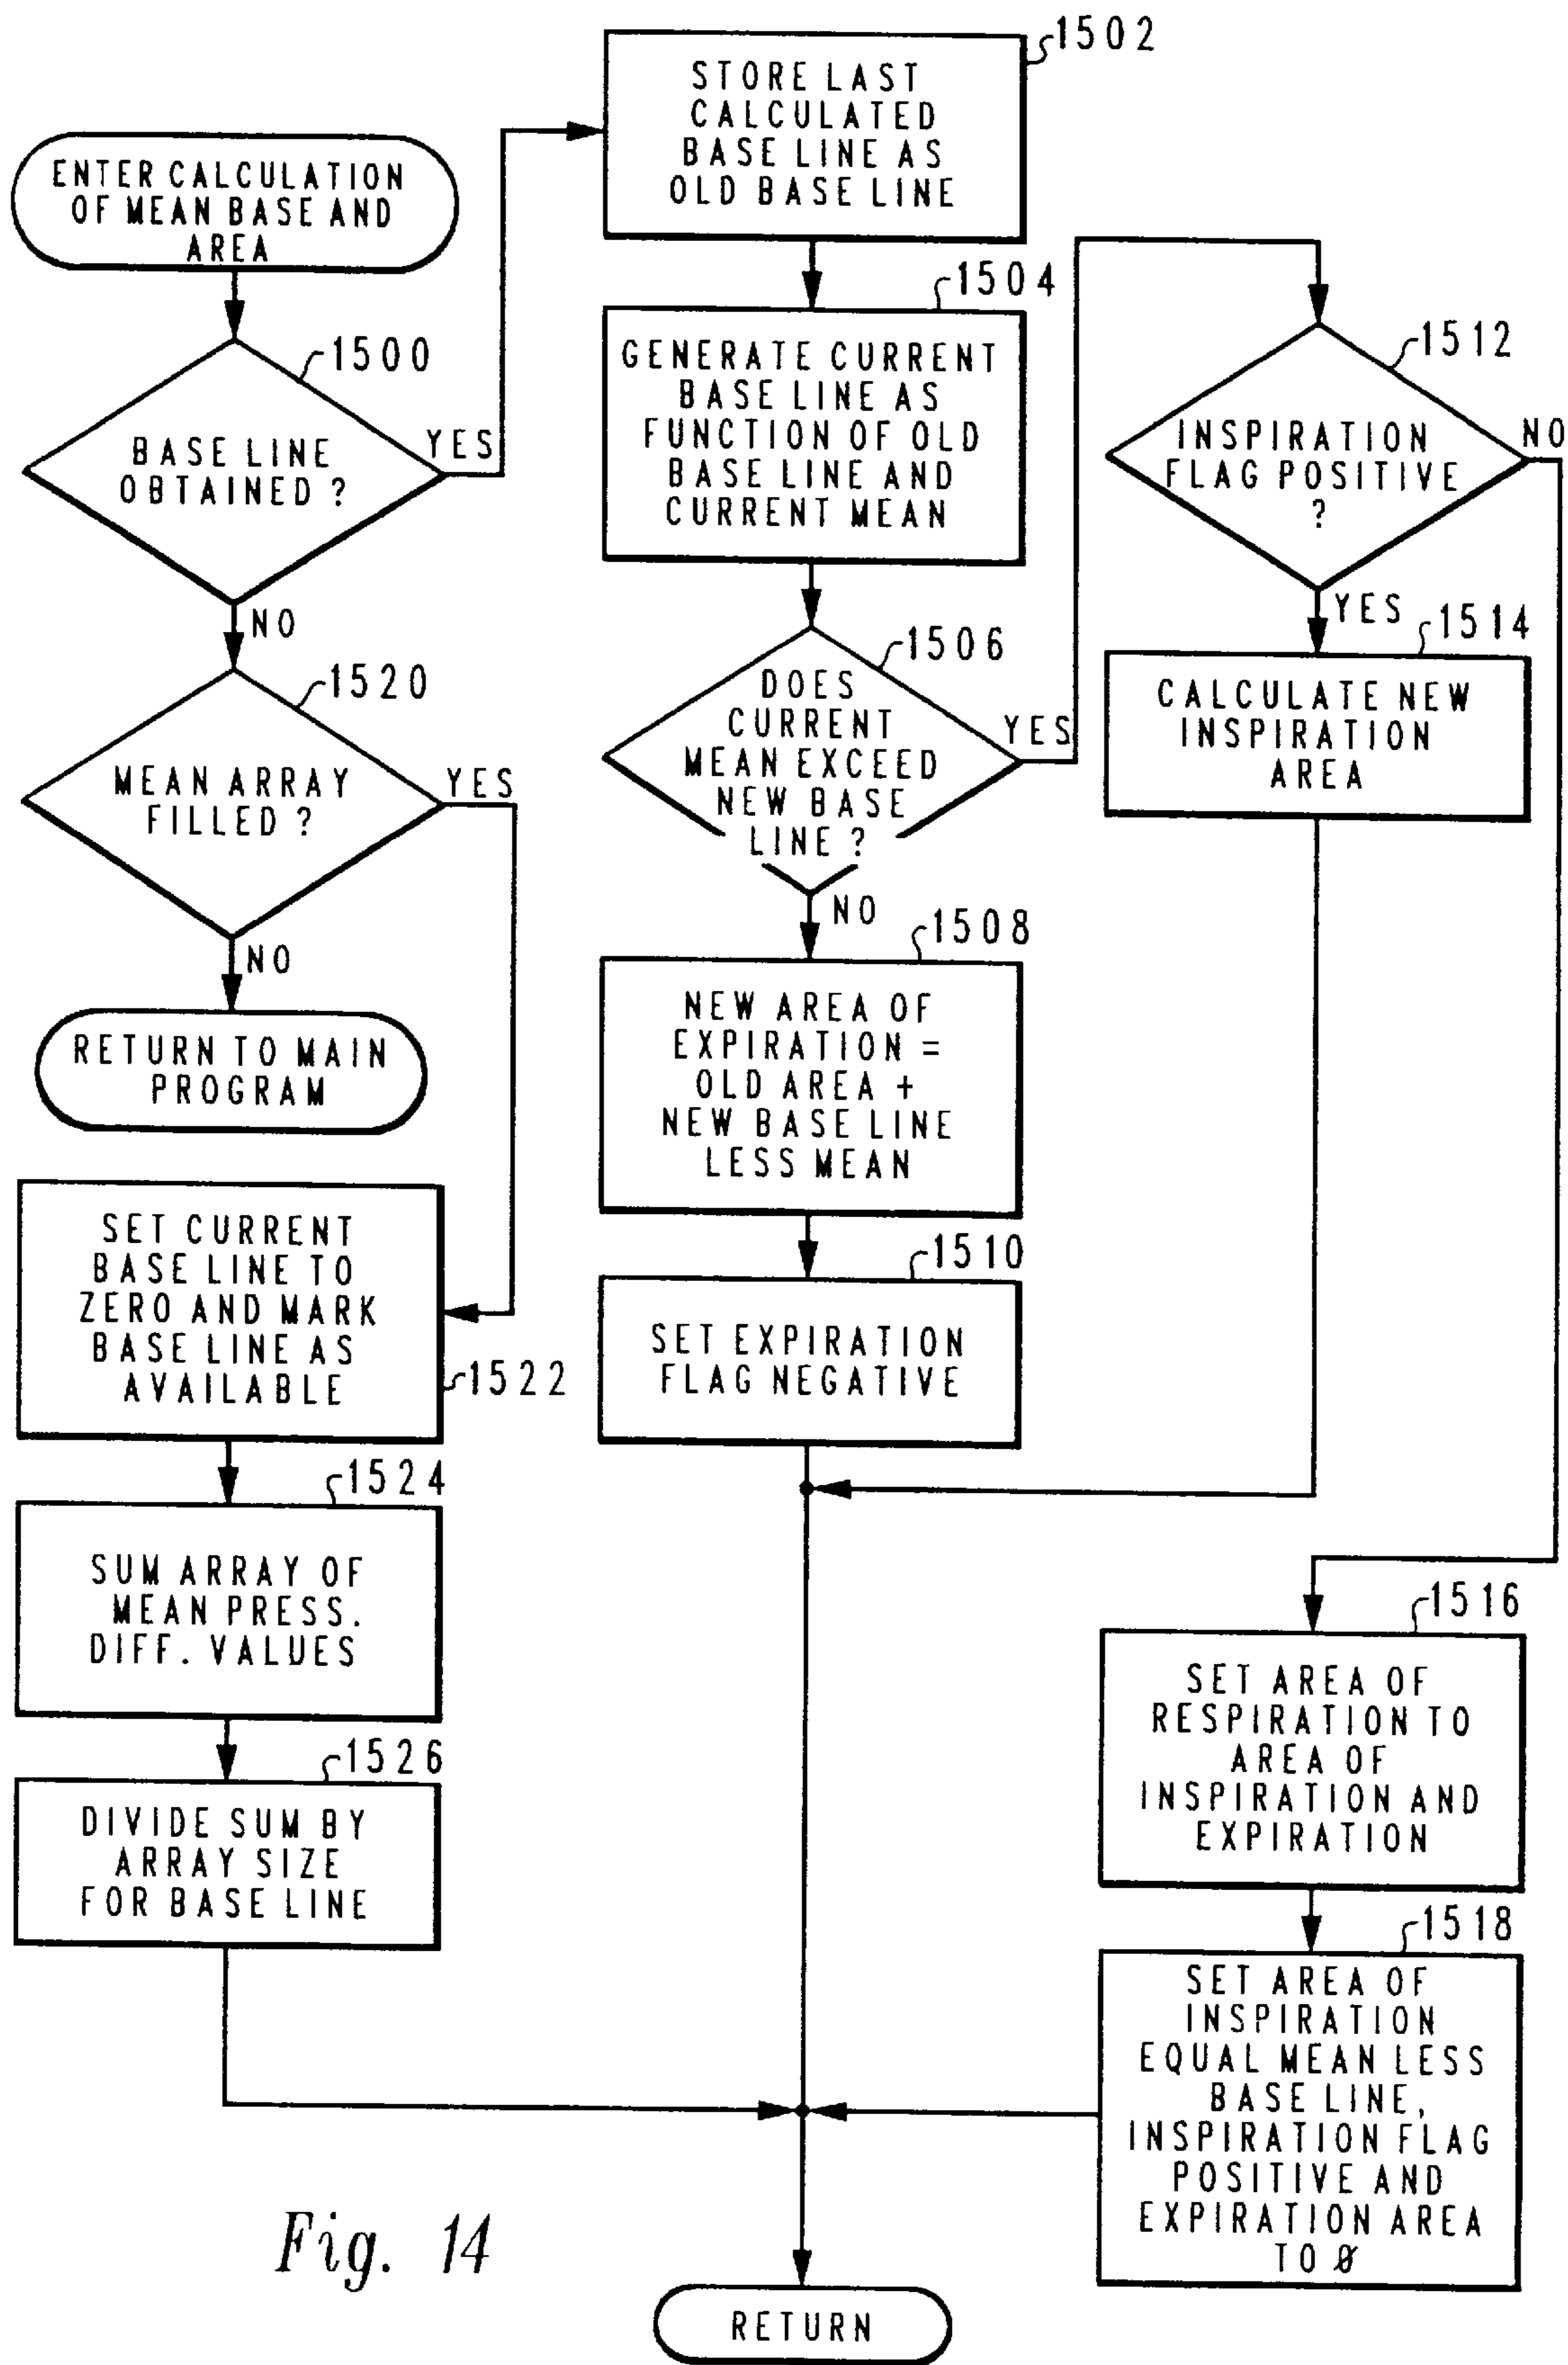 ENTER CALCULATION
OF MEAN BASE AND
AREA
1500
BASE LINE
OBTAINED ?
YES
NO
1520
MEAN ARRAY
FILLED ?
YES
NO
RETURN TO MAIN
PROGRAM
SET CURRENT
BASE LINE TO
ZERO AND MARK
BASE LINE AS
AVAILABLE
1522
1524
SUM ARRAY OF
MEAN PRESS.
DIFF. VALUES
1526
DIVIDE SUM BY
ARRAY SIZE
FOR BASE LINE
1502
STORE LAST
CALCULATED
BASE LINE AS
OLD BASE LINE
1504
GENERATE CURRENT
BASE LINE AS
FUNCTION OF OLD
BASE LINE AND
CURRENT MEAN
1506
DOES
CURRENT
MEAN EXCEED
NEW BASE
LINE ?
YES
NO
1508
NEW AREA OF
EXPIRATION =
OLD AREA +
NEW BASE LINE
LESS MEAN
1510
SET EXPIRATION
FLAG NEGATIVE
1512
INSPIRATION
FLAG POSITIVE
?
NO
YES
1514
CALCULATE NEW
INSPIRATION
AREA
1516
SET AREA OF
RESPIRATION TO
AREA OF
INSPIRATION AND
EXPIRATION
1518
SET AREA OF
INSPIRATION
EQUAL MEAN LESS
BASE LINE,
INSPIRATION FLAG
POSITIVE AND
EXPIRATION AREA
TO 0̸
RETURN
Fig. 14